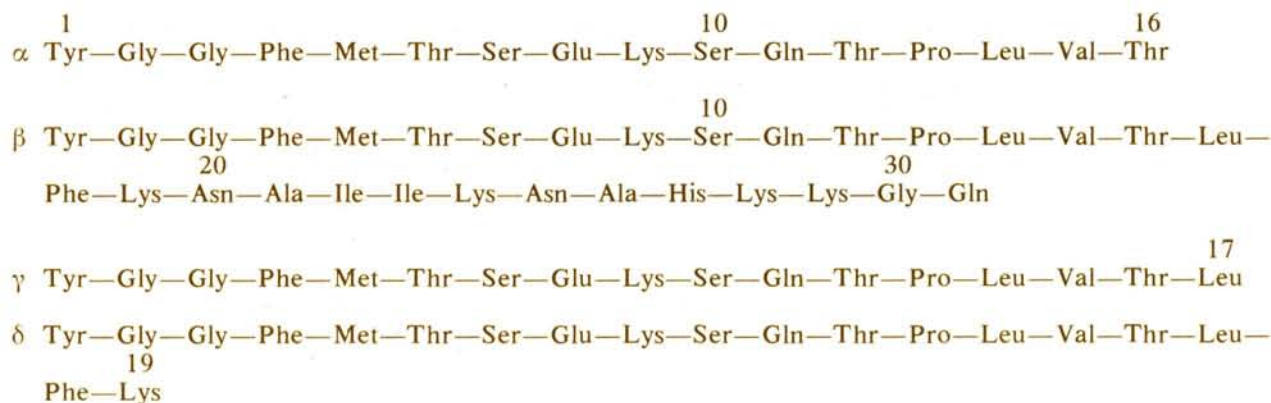 1 10 16
α Tyr—Gly—Gly—Phe—Met—Thr—Ser—Glu—Lys—Ser—Gln—Thr—Pro—Leu—Val—Thr
10
β Tyr—Gly—Gly—Phe—Met—Thr—Ser—Glu—Lys—Ser—Gln—Thr—Pro—Leu—Val—Thr—Leu—
20 30
Phe—Lys—Asn—Ala—Ile—Ile—Lys—Asn—Ala—His—Lys—Lys—Gly—Gln
17
γ Tyr—Gly—Gly—Phe—Met—Thr—Ser—Glu—Lys—Ser—Gln—Thr—Pro—Leu—Val—Thr—Leu
δ Tyr—Gly—Gly—Phe—Met—Thr—Ser—Glu—Lys—Ser—Gln—Thr—Pro—Leu—Val—Thr—Leu—
19
Phe—Lys